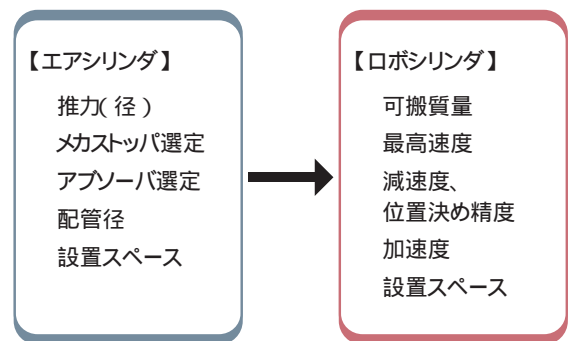 【エアシリンダ】
推力(径)
メカストッパ選定
アブソーバ選定
配管径
設置スペース
【ロボシリンダ】
可搬質量
最高速度
減速度、
位置決め精度
加速度
設置スペース